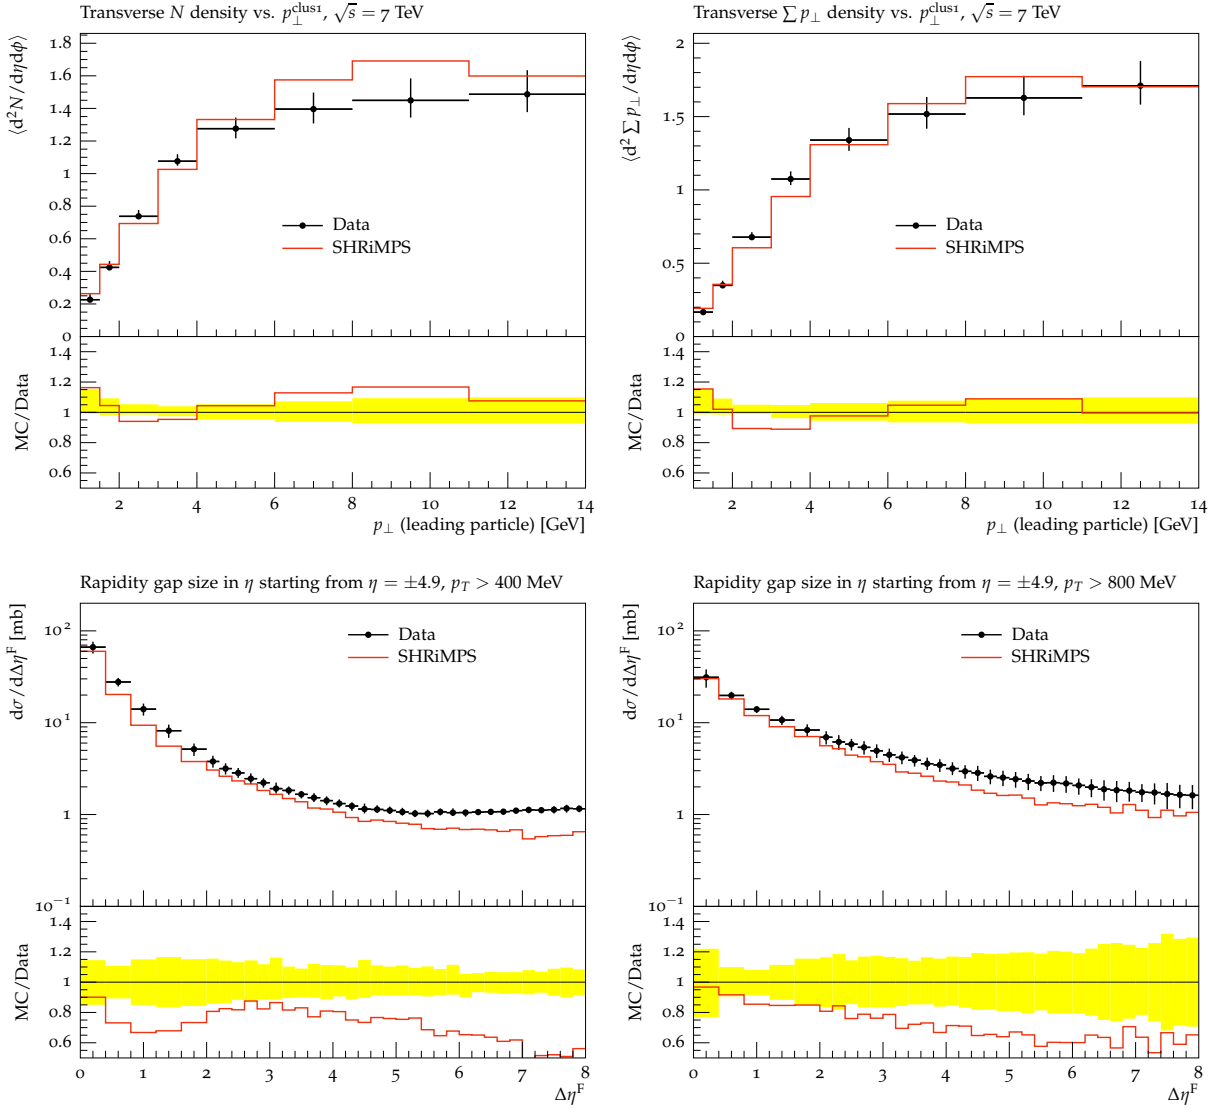 Transverse N density vs. p⊥^clus1, √s = 7 TeV
⟨d²N/dηdϕ⟩
1.8
1.6
1.4
1.2
1
0.8
0.6
0.4
0.2
0
Data
SHRiMPS
MC/Data
1.4
1.2
1
0.8
0.6
2 4 6 8 10 12 14
p⊥ (leading particle) [GeV]
Transverse ∑ p⊥ density vs. p⊥^clus1, √s = 7 TeV
⟨d² ∑ p⊥/dηdϕ⟩
2
1.5
1
0.5
0
Data
SHRiMPS
MC/Data
1.4
1.2
1
0.8
0.6
2 4 6 8 10 12 14
p⊥ (leading particle) [GeV]
Rapidity gap size in η starting from η = ±4.9, p_T > 400 MeV
dσ/dΔη^F [mb]
10²
10¹
1
10⁻¹
Data
SHRiMPS
MC/Data
1.4
1.2
1
0.8
0.6
0 1 2 3 4 5 6 7 8
Δη^F
Rapidity gap size in η starting from η = ±4.9, p_T > 800 MeV
dσ/dΔη^F [mb]
10²
10¹
1
10⁻¹
Data
SHRiMPS
MC/Data
1.4
1.2
1
0.8
0.6
0 1 2 3 4 5 6 7 8
Δη^F